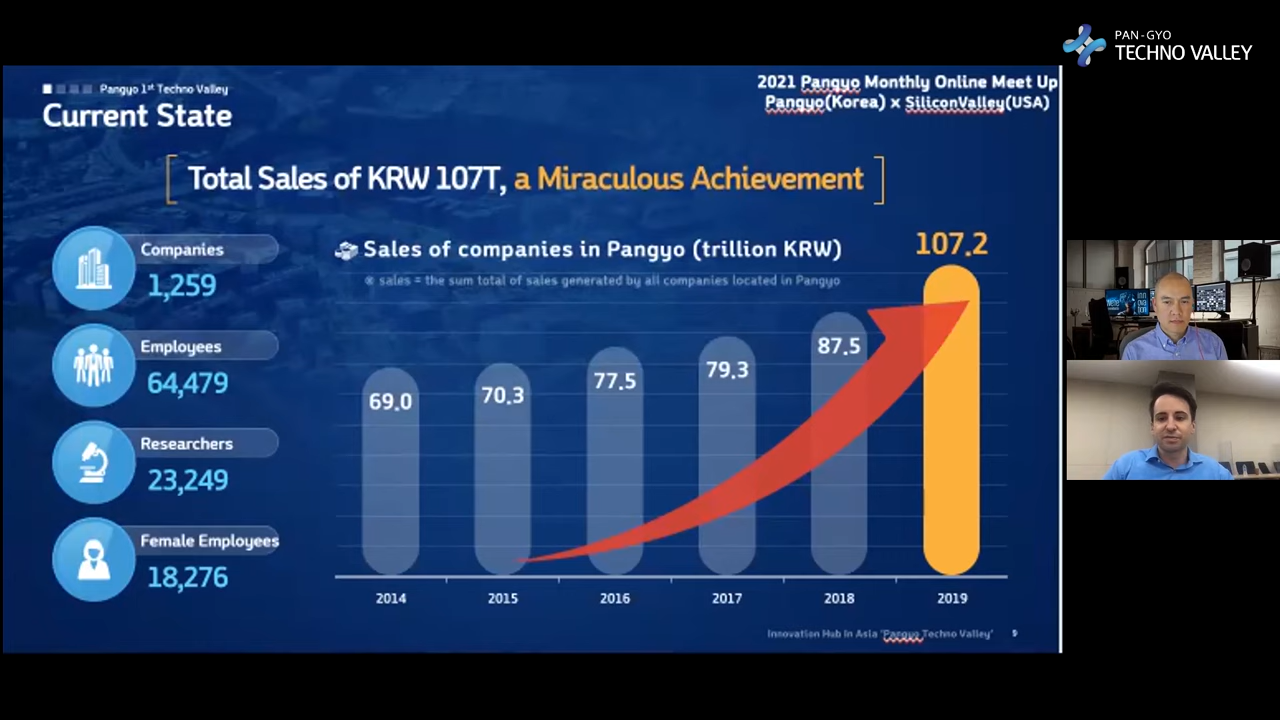 PAN-GYO
TECHNO VALLEY
Pangyo 1st Techno Valley
Current State
2021 Pangyo Monthly Online Meet Up
Pangyo(Korea) x SiliconValley(USA)
Total Sales of KRW 107T, a Miraculous Achievement
Companies
1,259
Employees
64,479
Researchers
23,249
Female Employees
18,276
Sales of companies in Pangyo (trillion KRW)
※ sales = the sum total of sales generated by all companies located in Pangyo
69.0
70.3
77.5
79.3
87.5
107.2
2014
2015
2016
2017
2018
2019
Innovation Hub in Asia 'Pangyo Techno Valley'
9